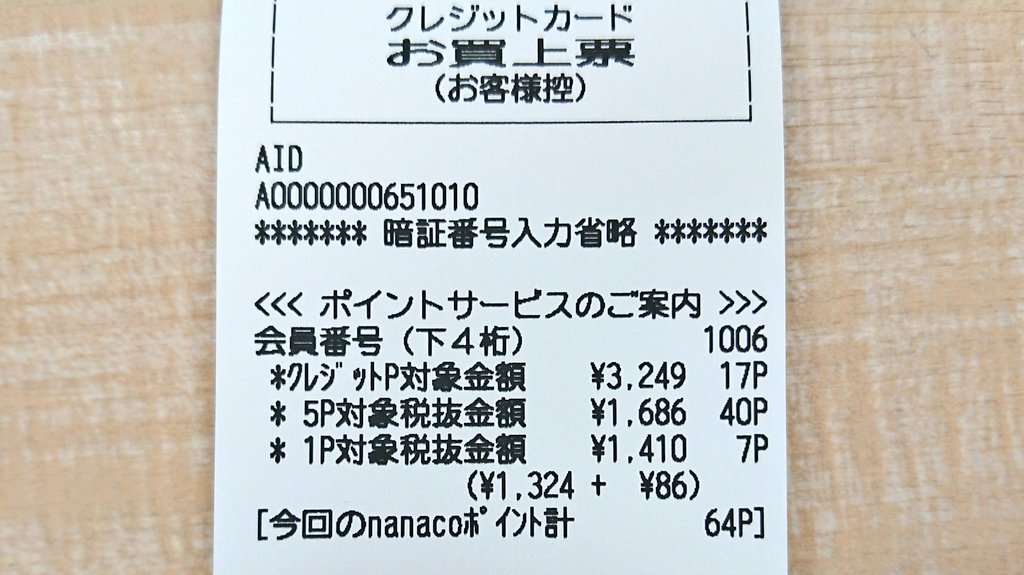 クレジットカード
お買上票
(お客様控)
AID
A0000000651010
******* 暗証番号入力省略 *******
<<< ポイントサービスのご案内 >>>
会員番号（下４桁） 1006
*ｸﾚｼﾞｯﾄP対象金額 ¥3,249 17P
* 5P対象税抜金額 ¥1,686 40P
* 1P対象税抜金額 ¥1,410 7P
(¥1,324 + ¥86)
[今回のnanacoﾎﾟｲﾝﾄ計 64P]